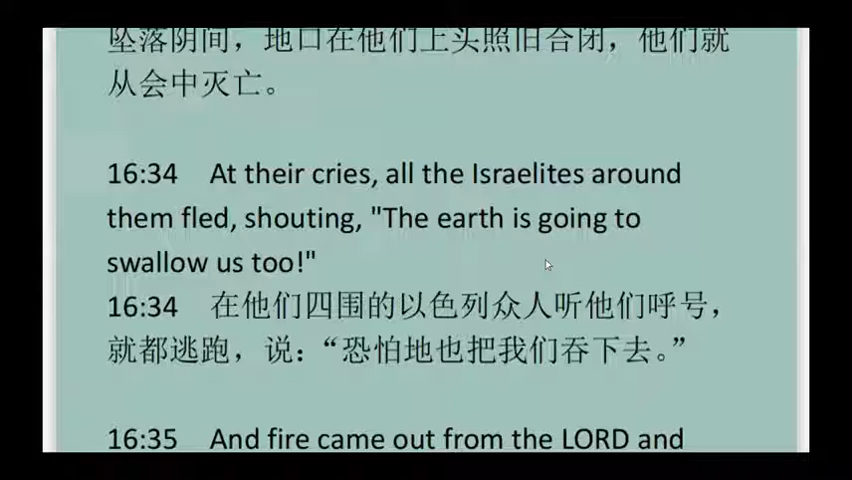 坠落阴间，地口在他们上头照旧合闭，他们就
从会中灭亡。
16:34 At their cries, all the Israelites around
them fled, shouting, "The earth is going to
swallow us too!"
16:34 在他们四围的以色列众人听他们呼号，
就都逃跑，说：“恐怕地也把我们吞下去。”
16:35 And fire came out from the LORD and